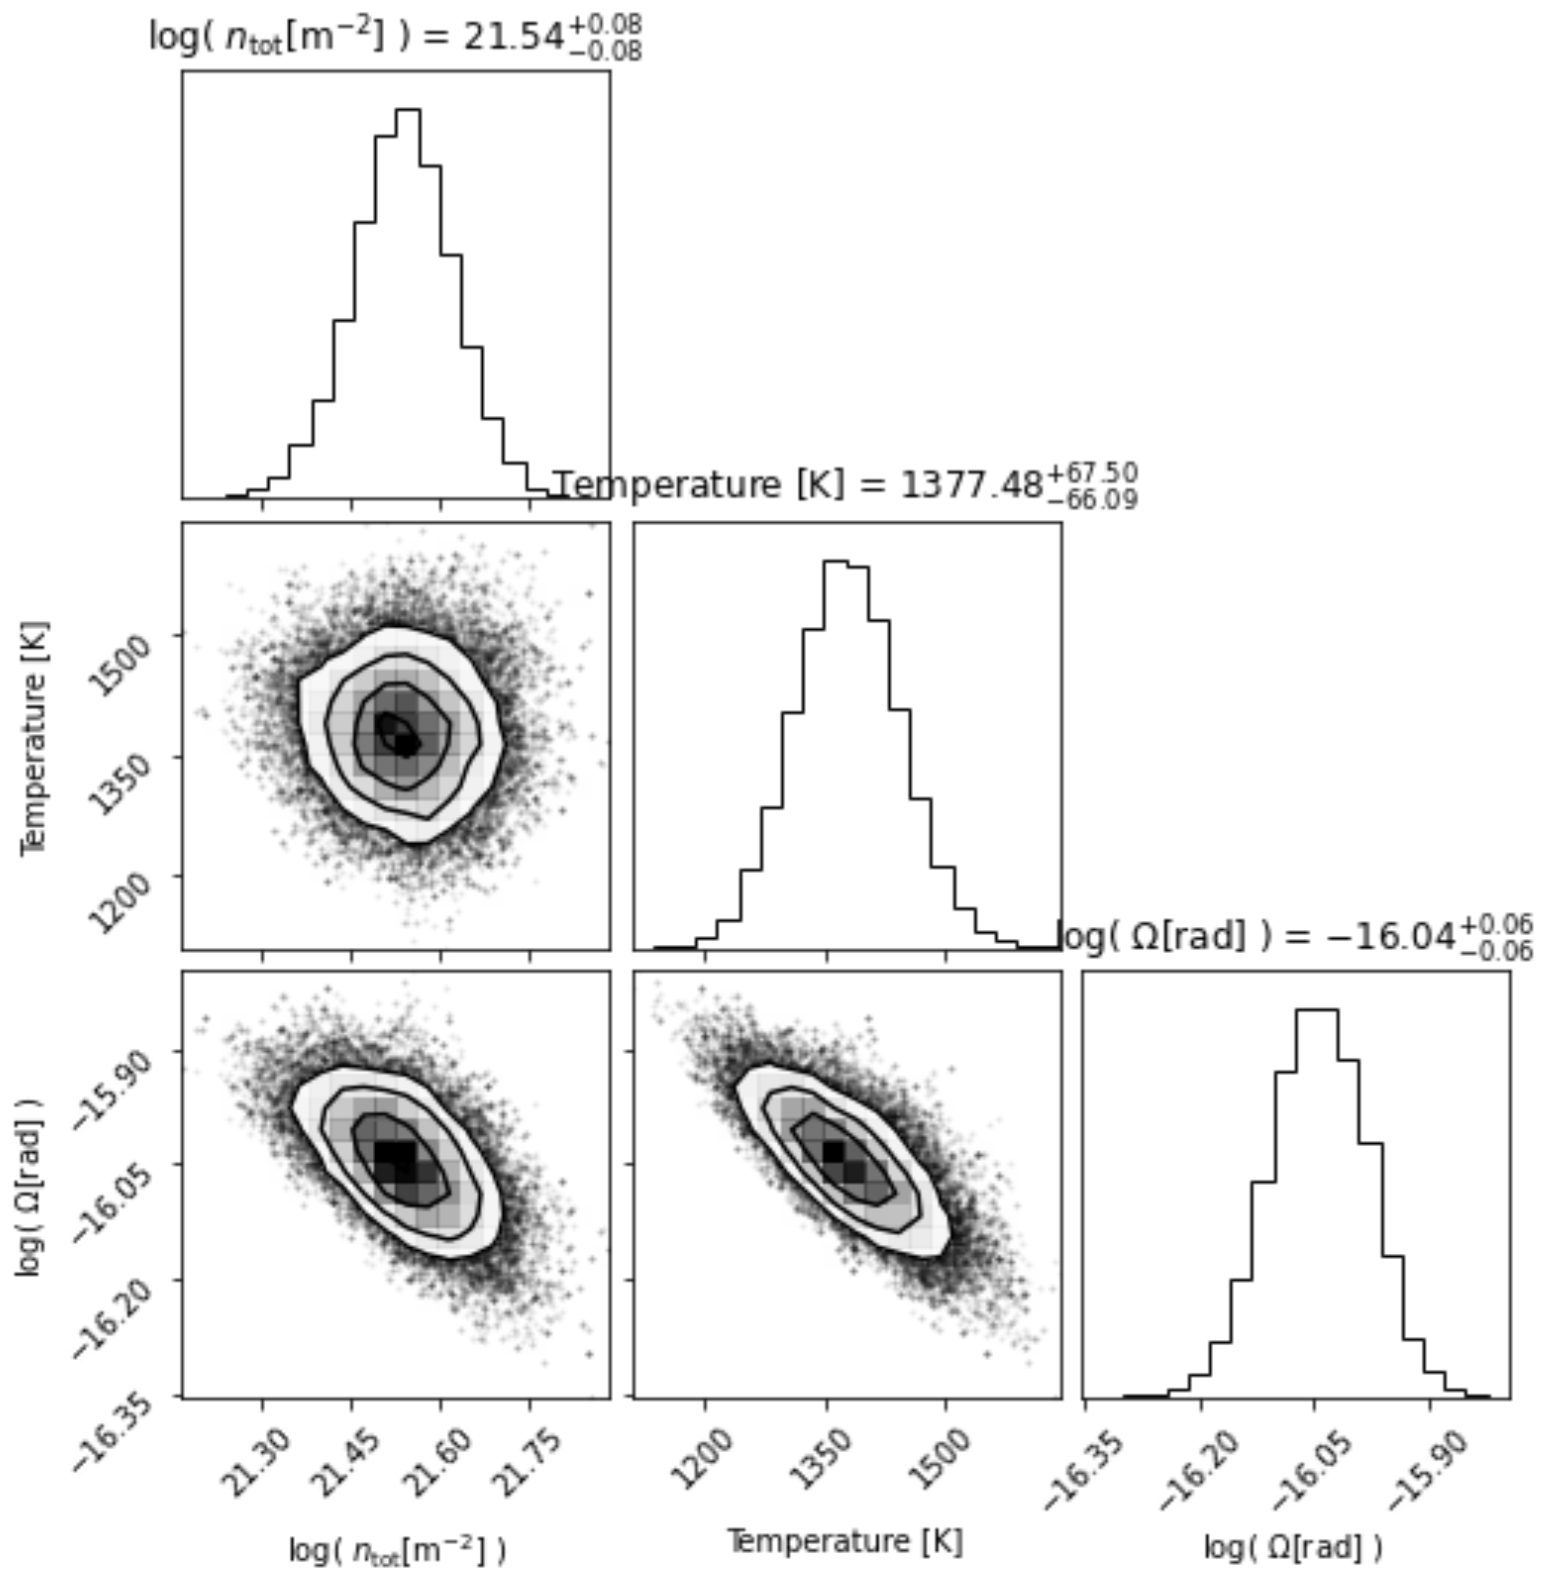 log( n_tot[m⁻²] ) = 21.54 +0.08 −0.08
Temperature [K] = 1377.48 +67.50 −66.09
Temperature [K]
1500
1350
1200
log( Ω[rad] ) = −16.04 +0.06 −0.06
log( Ω[rad] )
−15.90
−16.05
−16.20
−16.35
21.30 21.45 21.60 21.75
1200 1350 1500
−16.35 −16.20 −16.05 −15.90
log( n_tot[m⁻²] )
Temperature [K]
log( Ω[rad] )